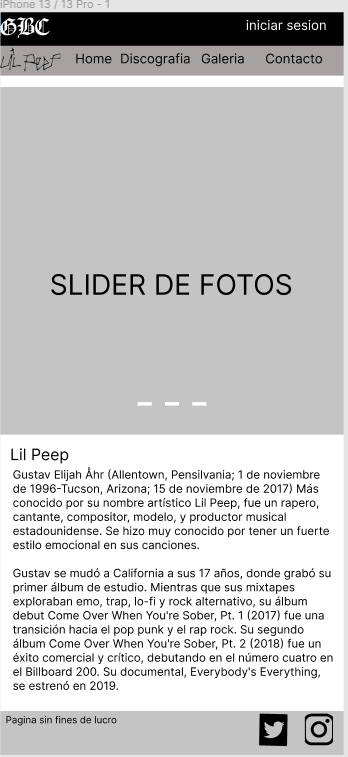 iPhone 13 / 13 Pro - 1
GBC
iniciar sesion
Lil Peep
Home Discografia Galeria Contacto
SLIDER DE FOTOS
Lil Peep
Gustav Elijah Åhr (Allentown, Pensilvania; 1 de noviembre
de 1996-Tucson, Arizona; 15 de noviembre de 2017) Más
conocido por su nombre artístico Lil Peep, fue un rapero,
cantante, compositor, modelo, y productor musical
estadounidense. Se hizo muy conocido por tener un fuerte
estilo emocional en sus canciones.
Gustav se mudó a California a sus 17 años, donde grabó su
primer álbum de estudio. Mientras que sus mixtapes
exploraban emo, trap, lo-fi y rock alternativo, su álbum
debut Come Over When You're Sober, Pt. 1 (2017) fue una
transición hacia el pop punk y el rap rock. Su segundo
álbum Come Over When You're Sober, Pt. 2 (2018) fue un
éxito comercial y crítico, debutando en el número cuatro en
el Billboard 200. Su documental, Everybody's Everything,
se estrenó en 2019.
Pagina sin fines de lucro